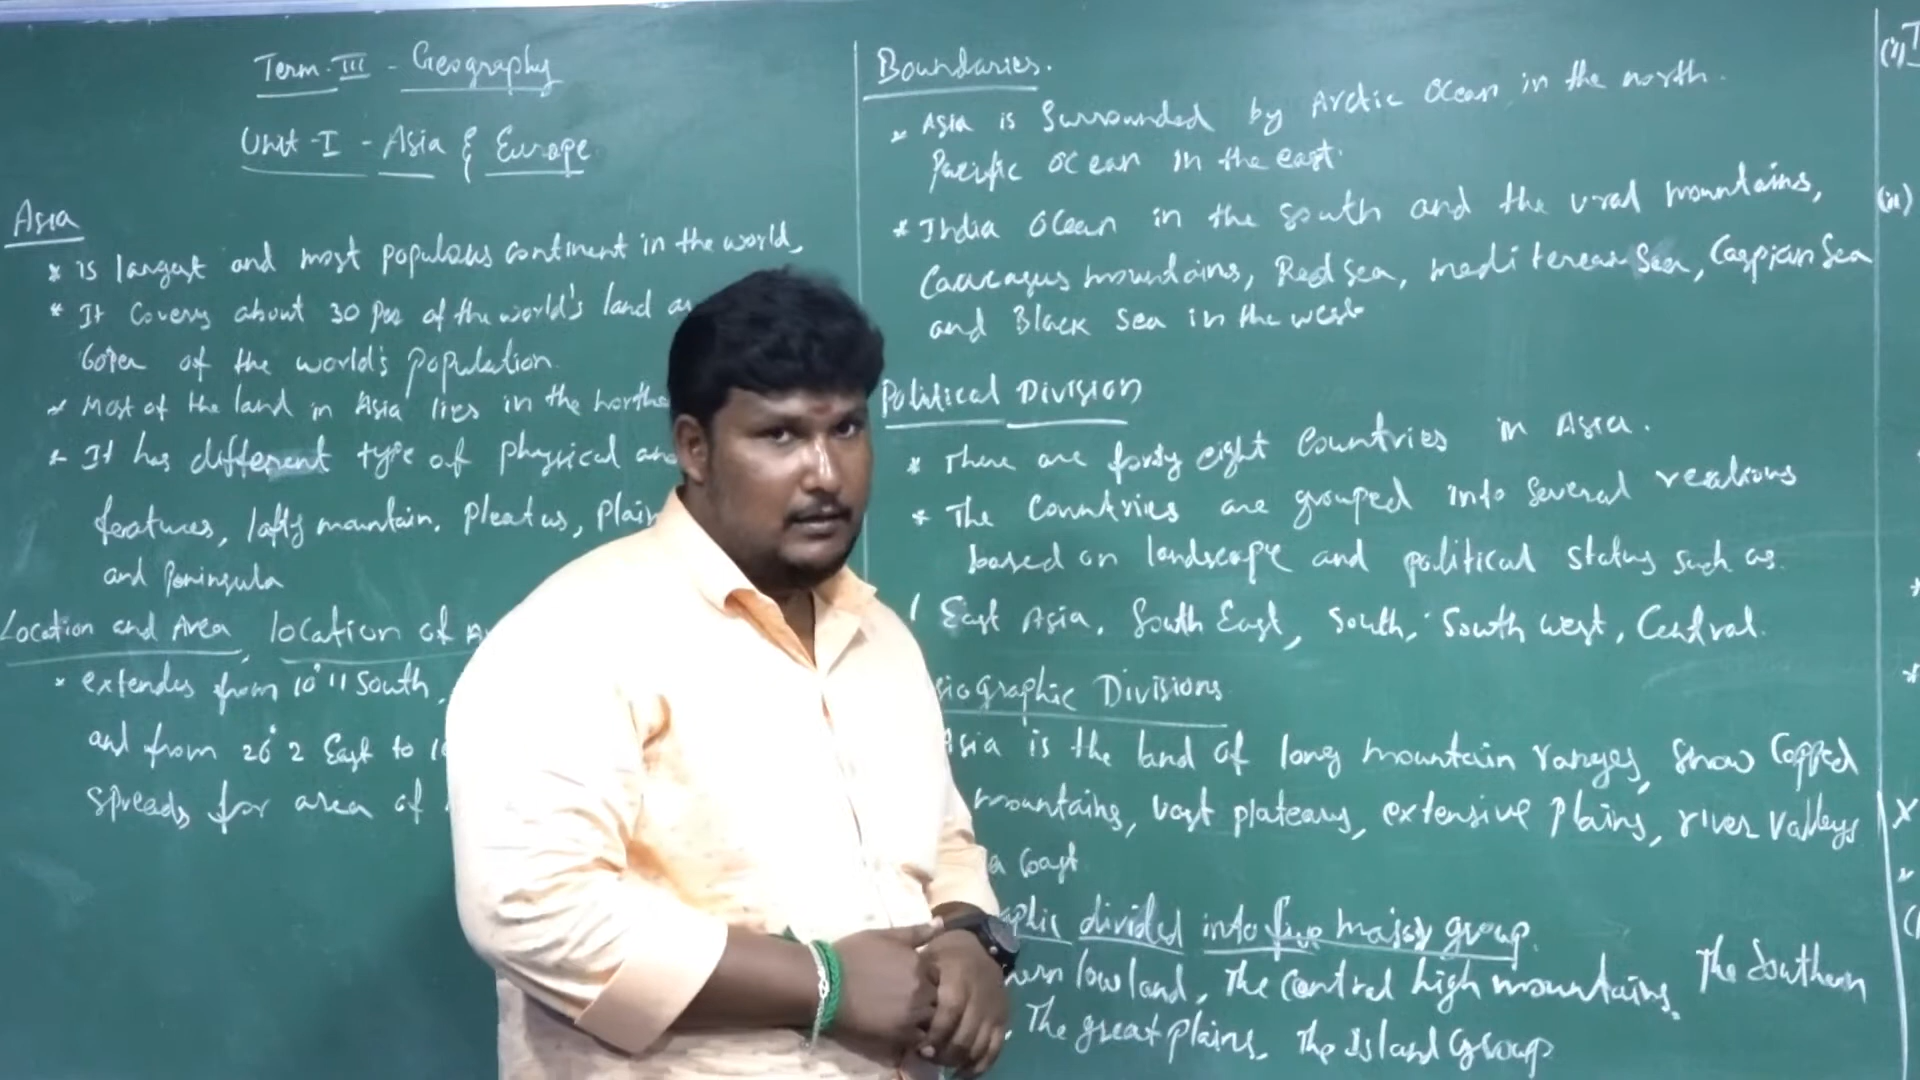 Term-III - Geography
Unit-I - Asia & Europe
Asia
* is largest and most populous continent in the world,
* It Covers about 30 Per of the world's land
60 Per of the world's population.
* Most of the land in Asia lies in the
* It has different type of physical
features, lofty mountain, Pleatus,
and Peninsula
Location and Area, location of
* extendes from 10° 11 South,
and from 26° 2 East to
spreads for area of
Boundaries.
* Asia is Surrounded by Arctic Ocean in the north.
Pacific Ocean in the east.
* India Ocean in the south and the ural mountains,
Caucagus mountains, Red Sea, mediterean Sea, Caspian Sea
and Black Sea in the west
Political Division
* There are forty eight Countries in Asia.
* The Countries are grouped into Several
based on landscape and political status such as.
East Asia, South East, South, South west, Central.
Divisions
Asia is the land of long mountain ranges, Snow Capped
mountains, vast plateaus, extensive plains, river valleys
Coast
divided into five major group.
low land, The Central high mountains. The Southern
The great plains. The Island Group